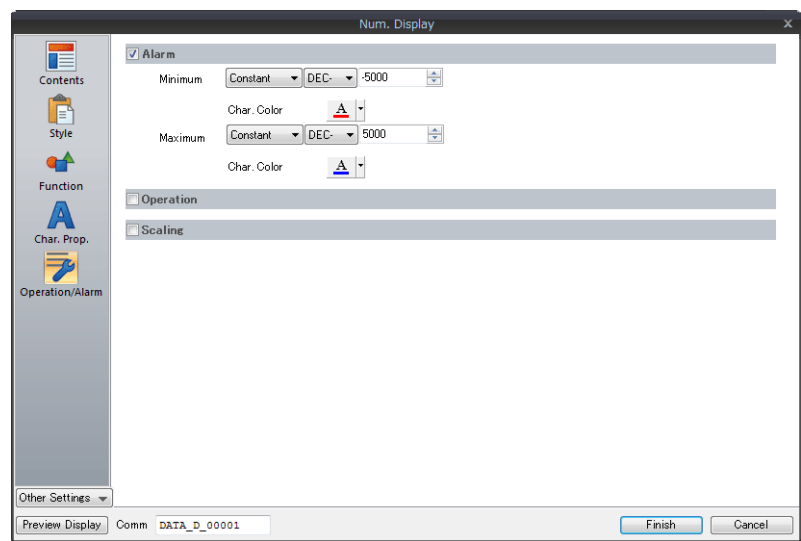 Num. Display x
Alarm
Contents
Minimum Constant DEC- -5000
Char. Color A
Style
Maximum Constant DEC- 5000
Char. Color A
Function
Operation
Scaling
Char. Prop.
Operation/Alarm
Other Settings
Preview Display Comm DATA_D_00001 Finish Cancel